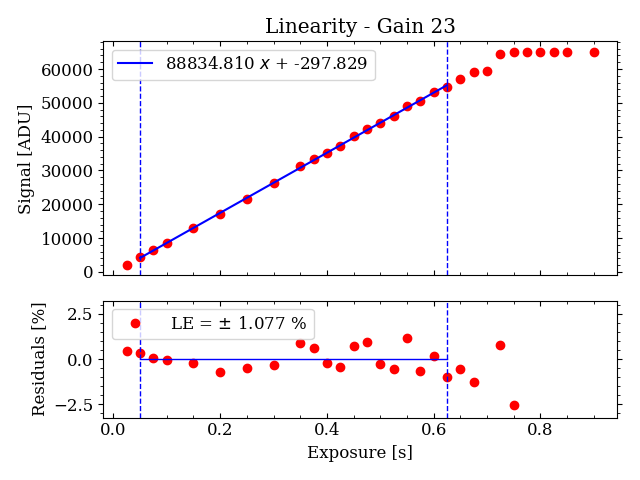 Linearity - Gain 23
88834.810 x + -297.829
Signal [ADU]
60000
50000
40000
30000
20000
10000
0
LE = ± 1.077 %
Residuals [%]
2.5
0.0
−2.5
0.0 0.2 0.4 0.6 0.8
Exposure [s]